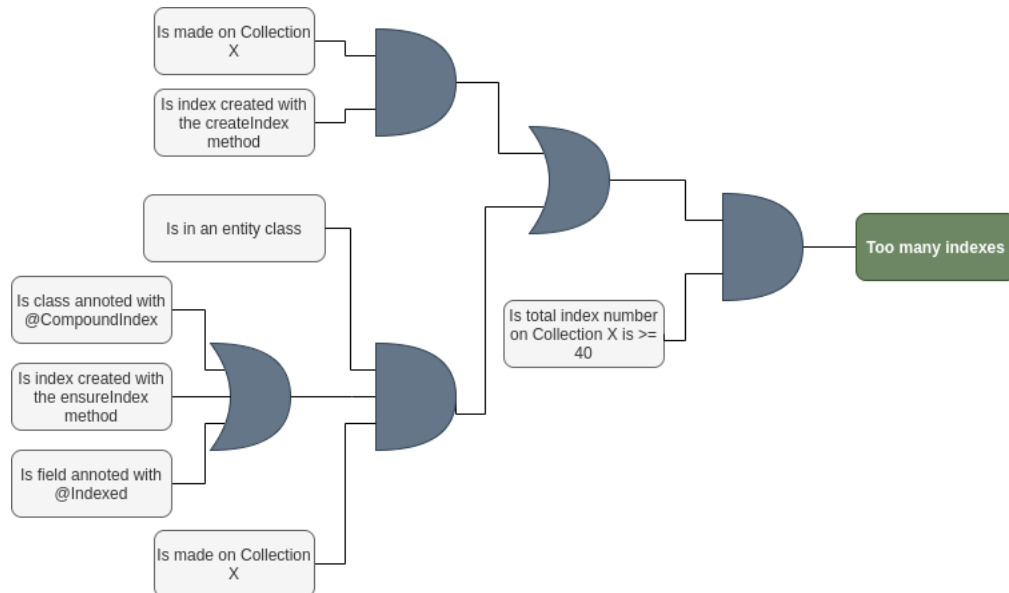 Is made on Collection
X
Is index created with
the createIndex
method
Is in an entity class
Too many indexes
Is class annoted with
@CompoundIndex
Is total index number
on Collection X is >=
40
Is index created with
the ensureIndex
method
Is field annoted with
@Indexed
Is made on Collection
X